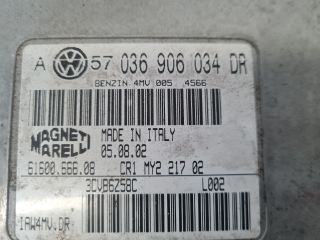 A 57 036 906 034 DR
BENZIN 4MV 005 4566
MAGNETI
MARELLI
MADE IN ITALY
05.08.02
61600.666.08 CR1 MY2 217 02
3CVB6Z58C L002
IAW4MV.DR